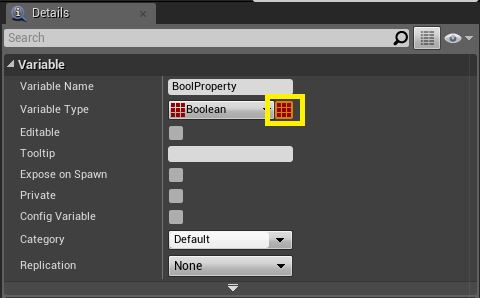 Details
Search
Variable
Variable Name BoolProperty
Variable Type Boolean
Editable
Tooltip
Expose on Spawn
Private
Config Variable
Category Default
Replication None